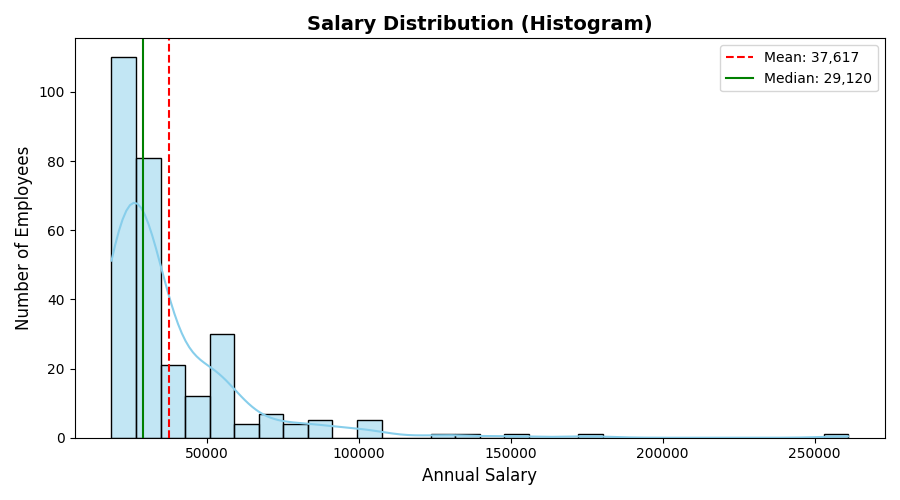 Salary Distribution (Histogram)
Mean: 37,617
Median: 29,120
Number of Employees
100
80
60
40
20
0
50000 100000 150000 200000 250000
Annual Salary